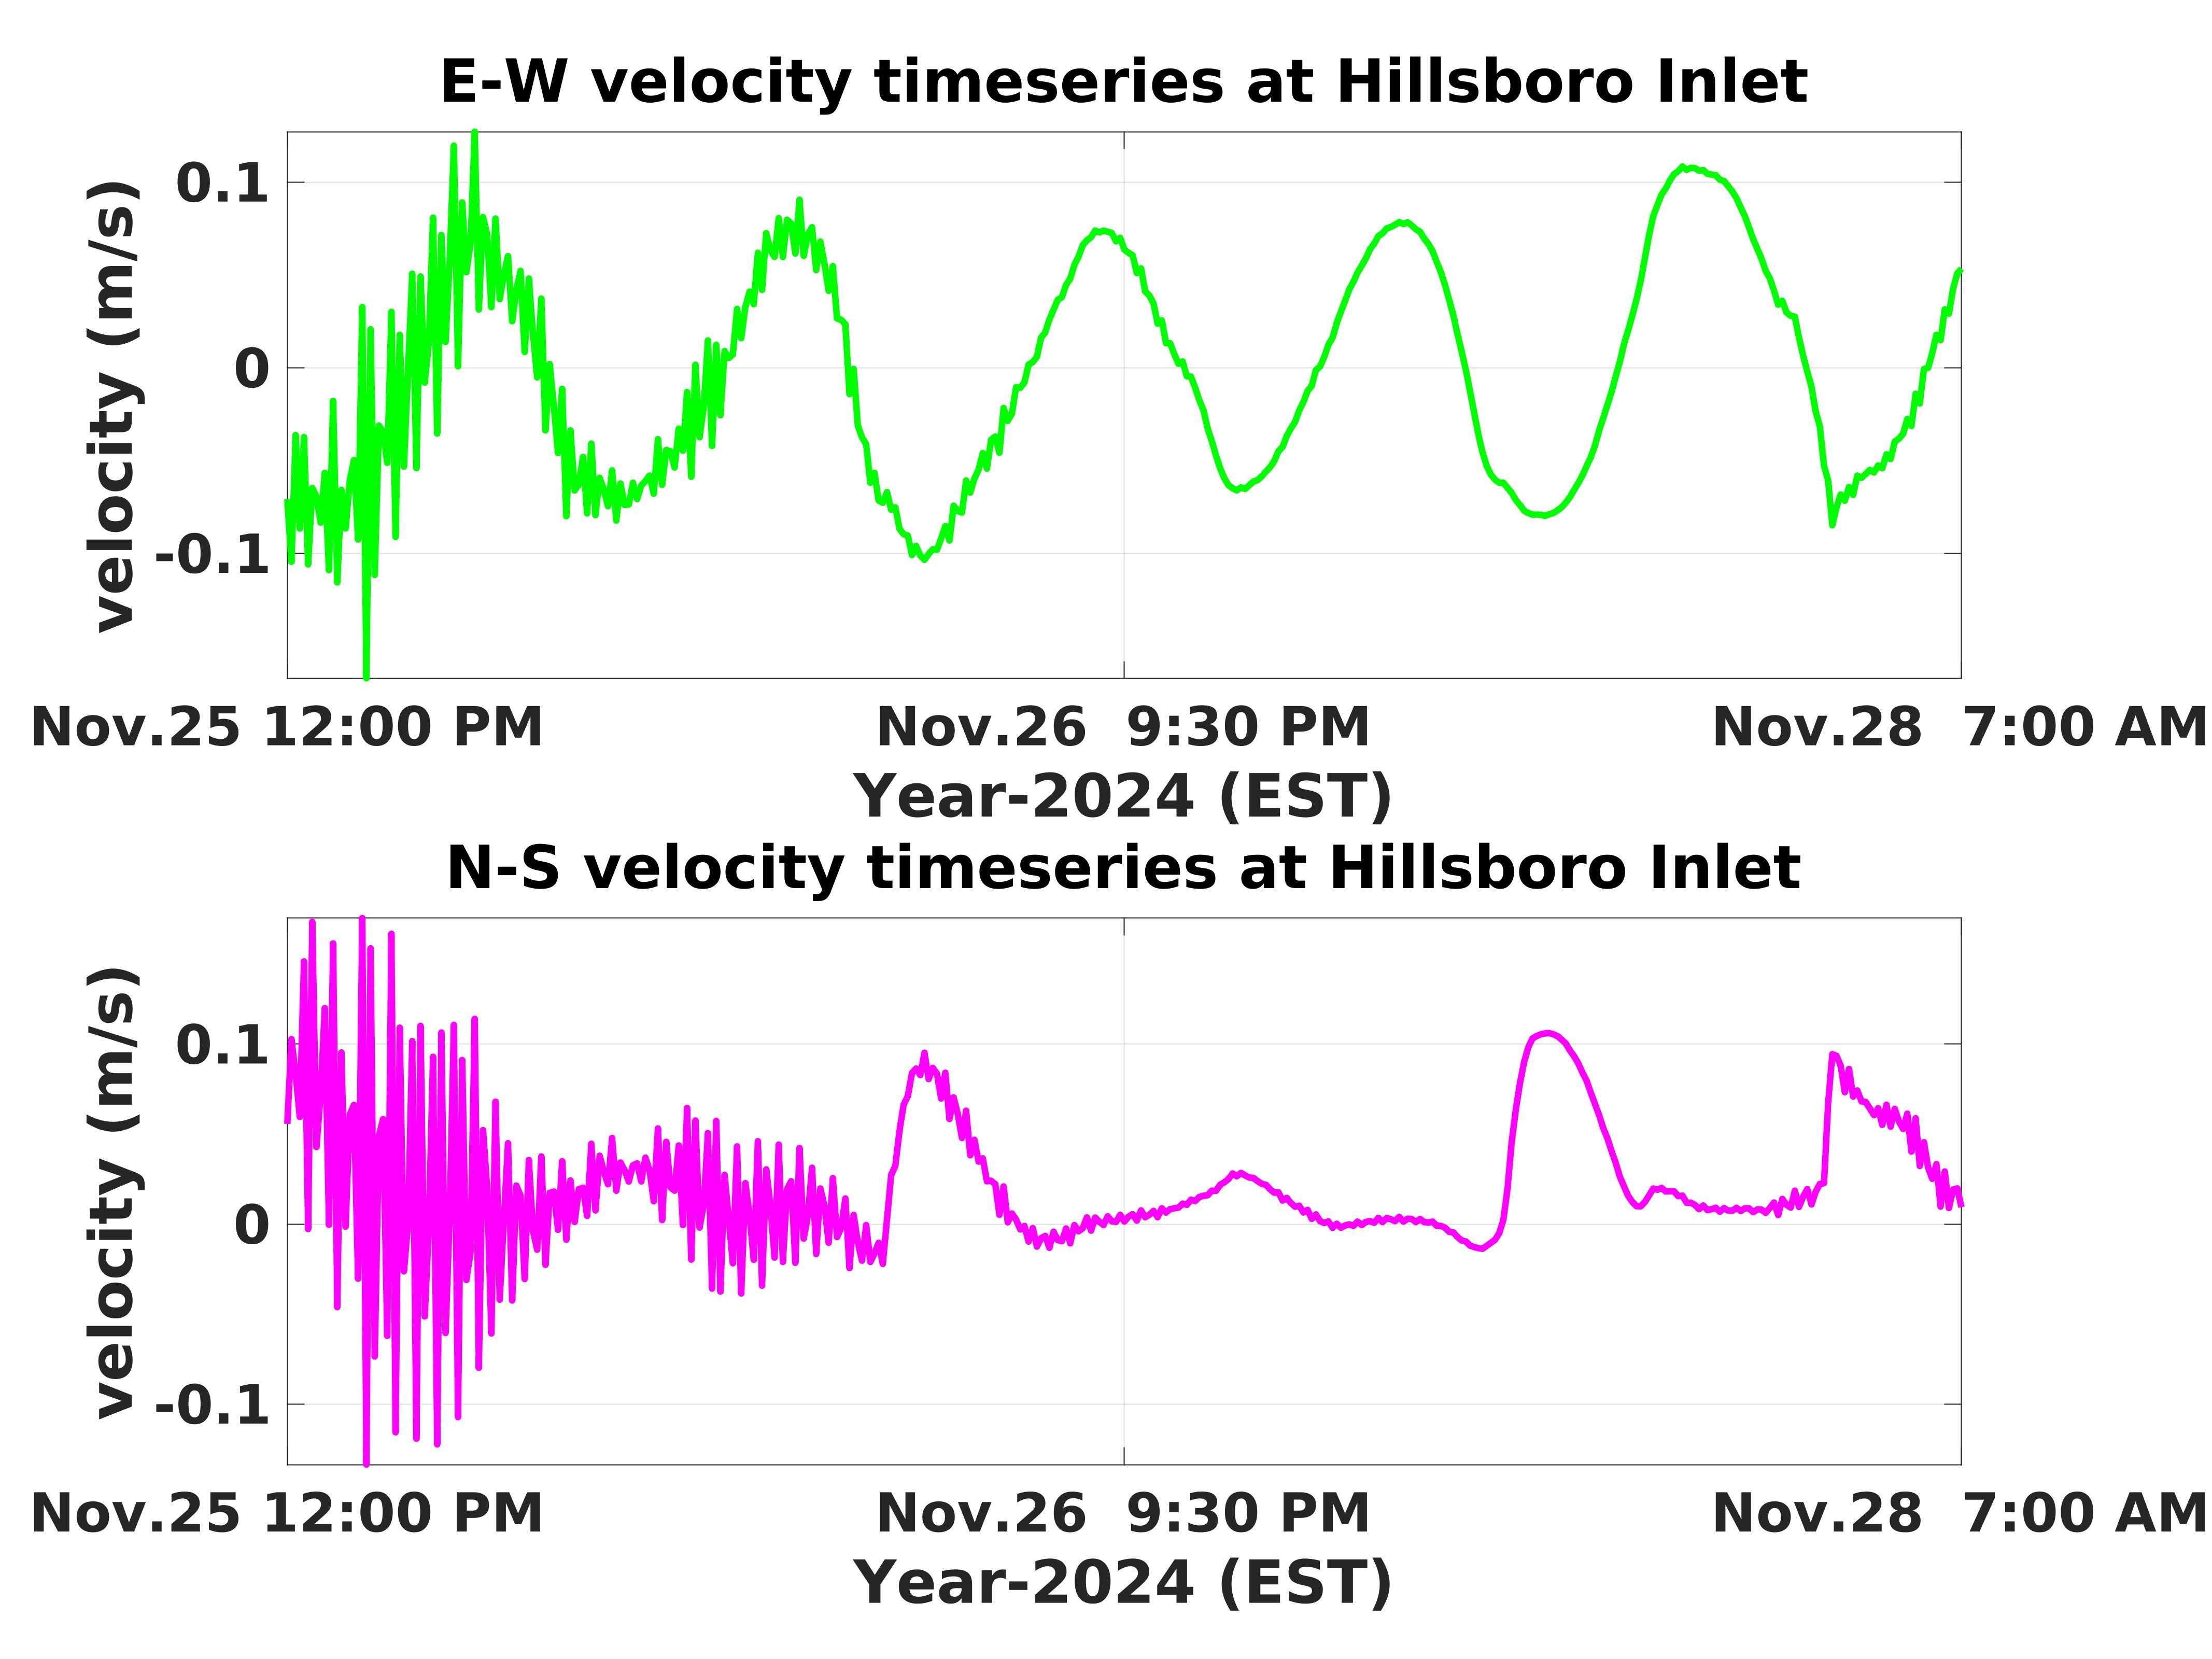 E-W velocity timeseries at Hillsboro Inlet
velocity (m/s)
0.1
0
-0.1
Nov.25 12:00 PM Nov.26  9:30 PM Nov.28  7:00 AM
Year-2024 (EST)
N-S velocity timeseries at Hillsboro Inlet
velocity (m/s)
0.1
0
-0.1
Nov.25 12:00 PM Nov.26  9:30 PM Nov.28  7:00 AM
Year-2024 (EST)